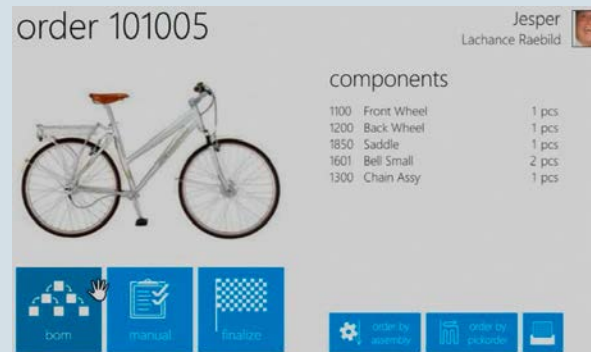 order 101005
Jesper
Lachance Raebild
components
1100 Front Wheel 1 pcs
1200 Back Wheel 1 pcs
1850 Saddle 1 pcs
1601 Bell Small 2 pcs
1300 Chain Assy 1 pcs
bom
manual
finalize
order by
assembly
order by
pickorder